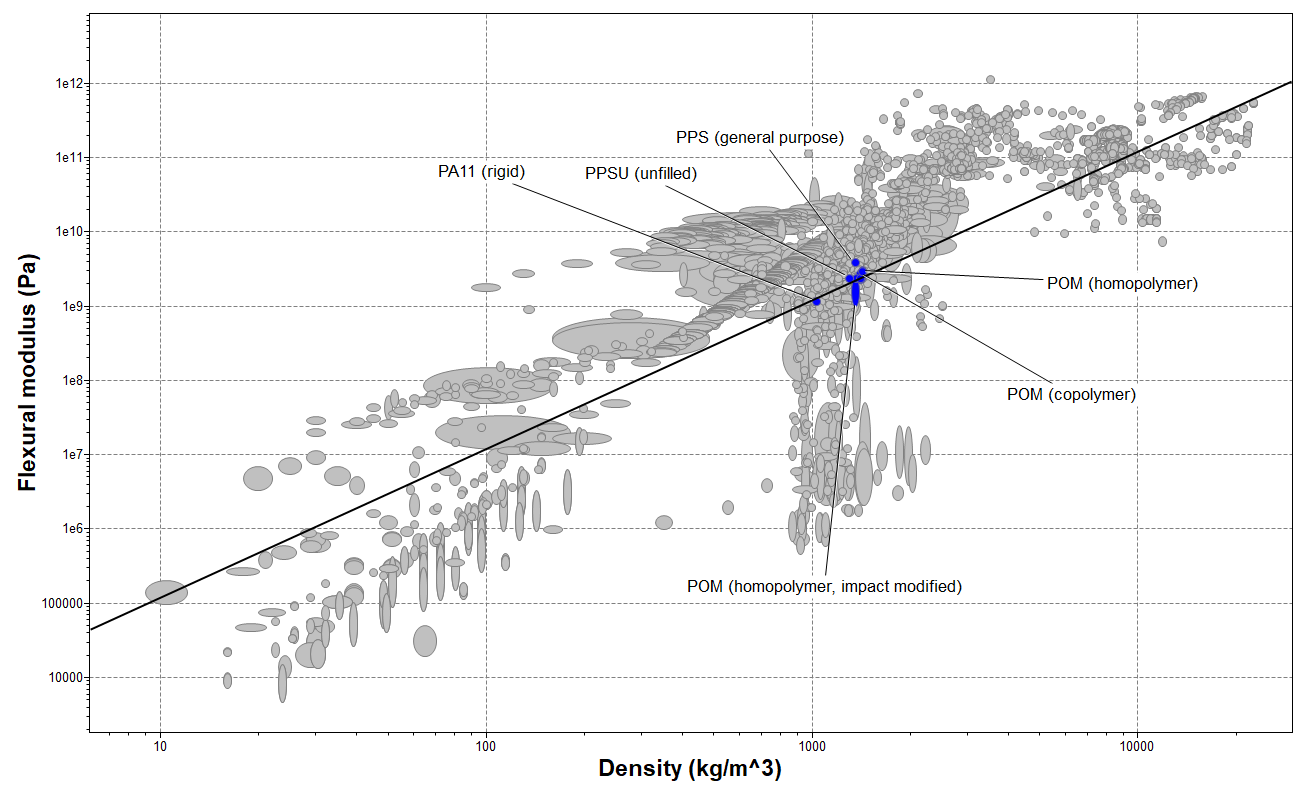 Flexural modulus (Pa)
1e12
1e11
1e10
1e9
1e8
1e7
1e6
100000
10000
PPS (general purpose)
PA11 (rigid)
PPSU (unfilled)
POM (homopolymer)
POM (copolymer)
POM (homopolymer, impact modified)
10
100
1000
10000
Density (kg/m^3)